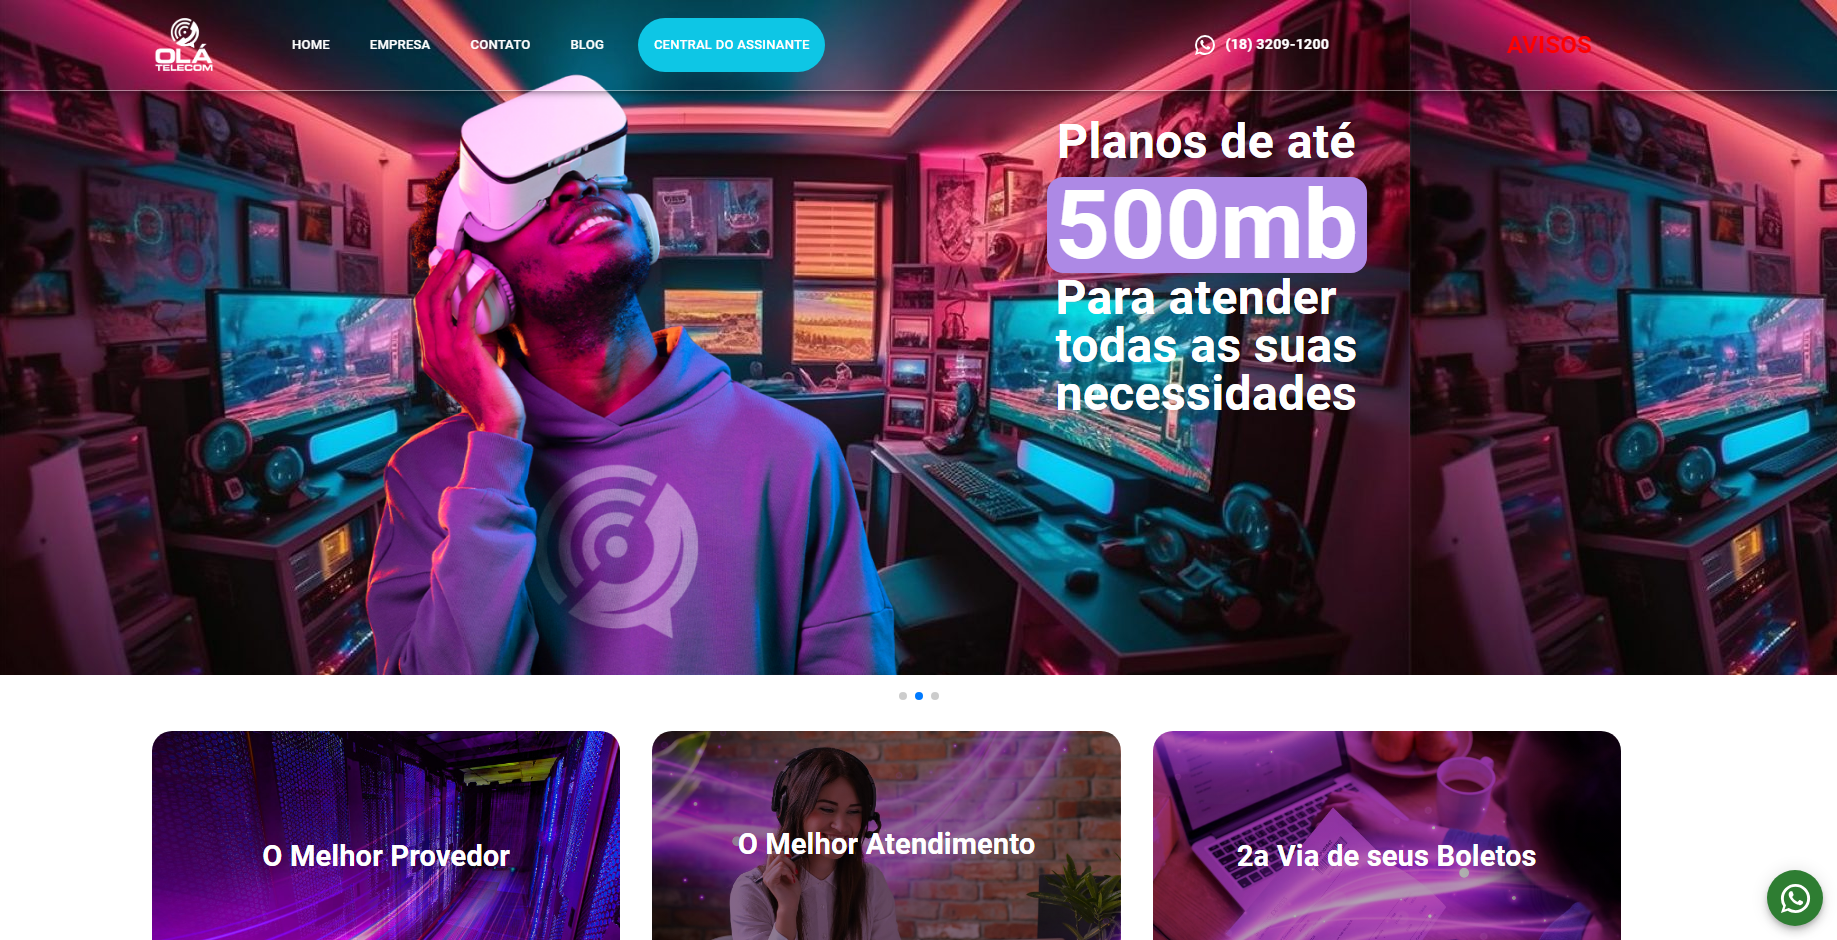 OLÁ
TELECOM
HOME
EMPRESA
CONTATO
BLOG
CENTRAL DO ASSINANTE
(18) 3209-1200
AVISOS
Planos de até
500mb
Para atender
todas as suas
necessidades
O Melhor Provedor
O Melhor Atendimento
2a Via de seus Boletos